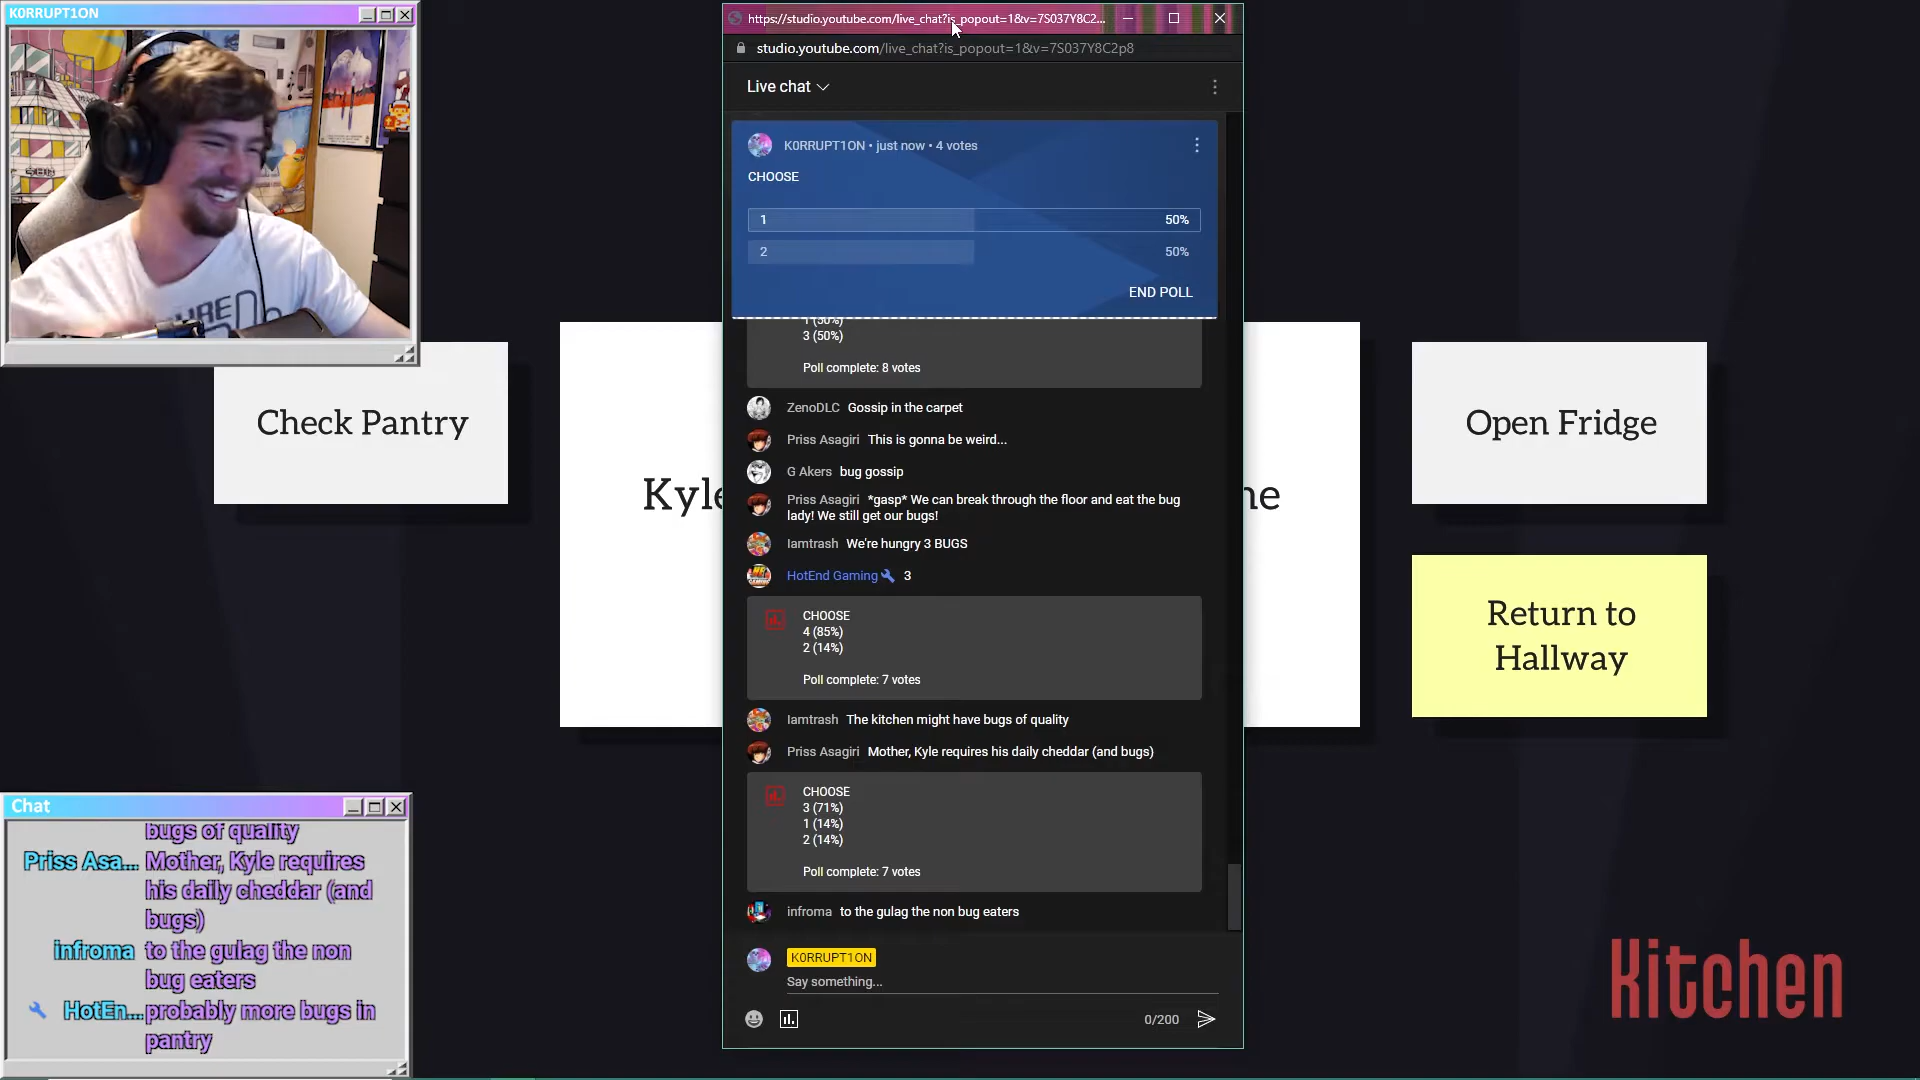 K0RRUPT1ON
https://studio.youtube.com/live_chat?is_popout=1&v=7S037Y8C2...
studio.youtube.com/live_chat?is_popout=1&v=7S037Y8C2p8
Live chat
K0RRUPT1ON • just now • 4 votes
CHOOSE
1 50%
2 50%
END POLL
1 (50%)
3 (50%)
Poll complete: 8 votes
ZenoDLC Gossip in the carpet
Priss Asagiri This is gonna be weird...
G Akers bug gossip
Priss Asagiri *gasp* We can break through the floor and eat the bug
lady! We still get our bugs!
Iamtrash We're hungry 3 BUGS
HotEnd Gaming 3
CHOOSE
4 (85%)
2 (14%)
Poll complete: 7 votes
Iamtrash The kitchen might have bugs of quality
Priss Asagiri Mother, Kyle requires his daily cheddar (and bugs)
CHOOSE
3 (71%)
1 (14%)
2 (14%)
Poll complete: 7 votes
infroma to the gulag the non bug eaters
K0RRUPT1ON
Say something...
0/200
Check Pantry
Kyle
Open Fridge
Return to
Hallway
Chat
bugs of quality
Priss Asa... Mother, Kyle requires
his daily cheddar (and
bugs)
infroma to the gulag the non
bug eaters
HotEn... probably more bugs in
pantry
Kitchen